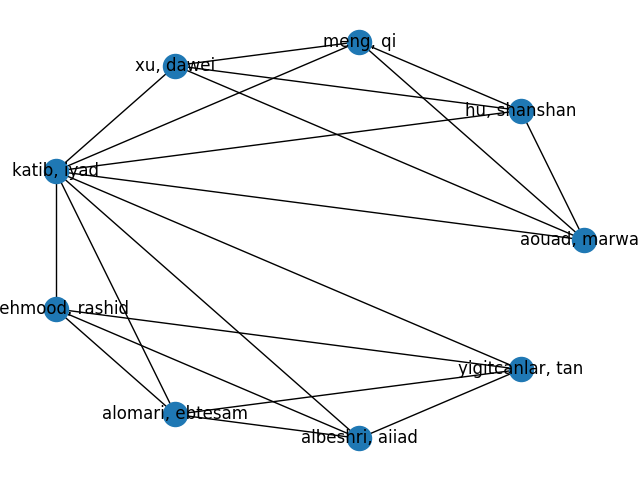 meng, qi
xu, dawei
hu, shanshan
katib, iyad
aouad, marwa
ehmood, rashid
yigitcanlar, tan
alomari, ebtesam
albeshri, aiiad